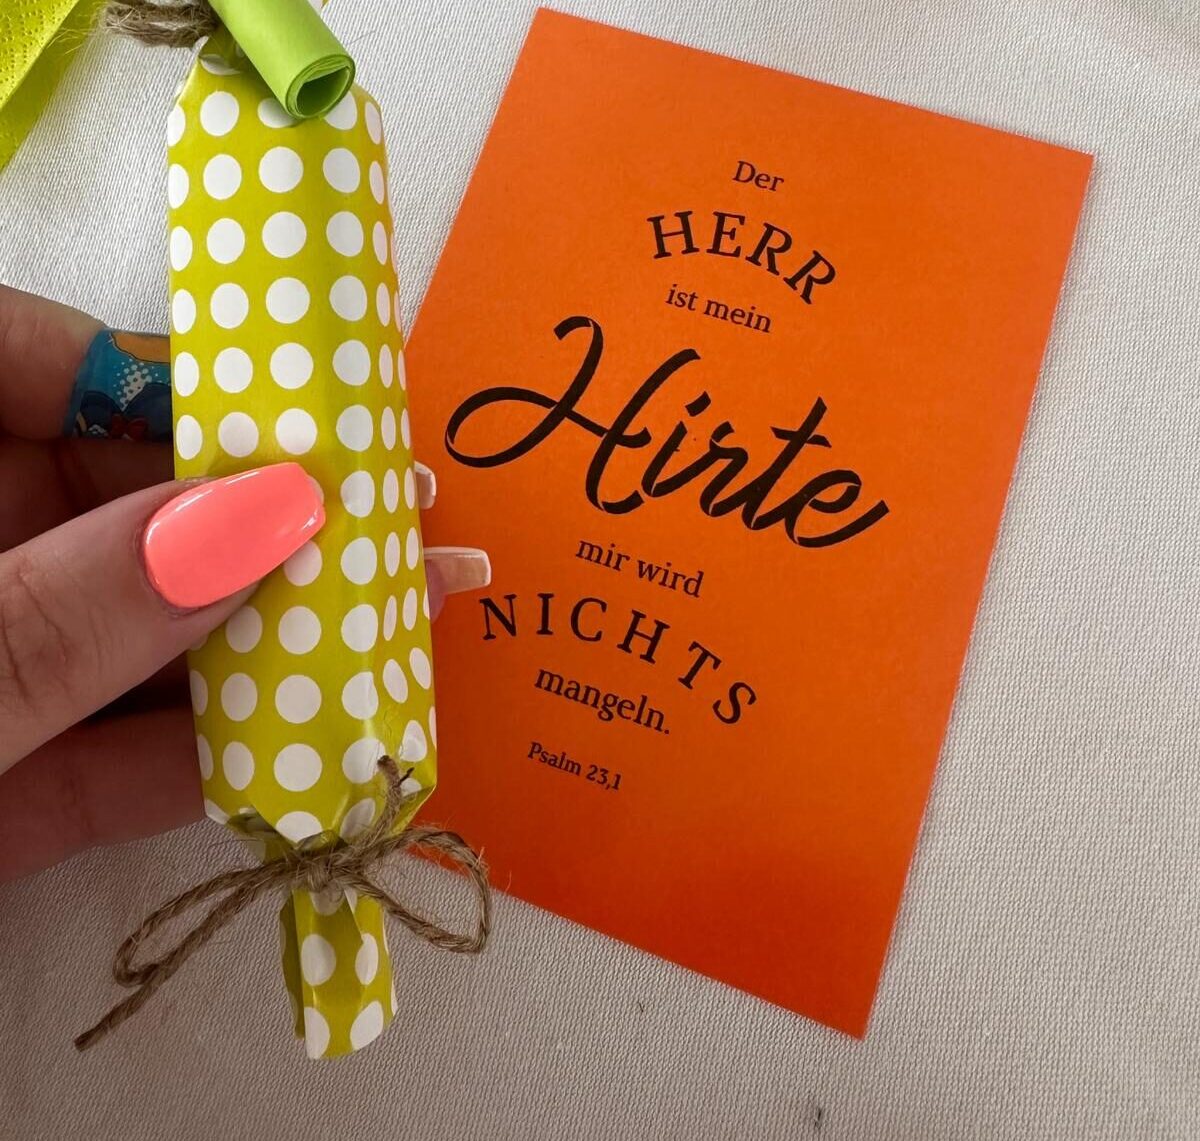 Der
HERR
ist mein
Hirte
mir wird
NICHTS
mangeln.
Psalm 23,1